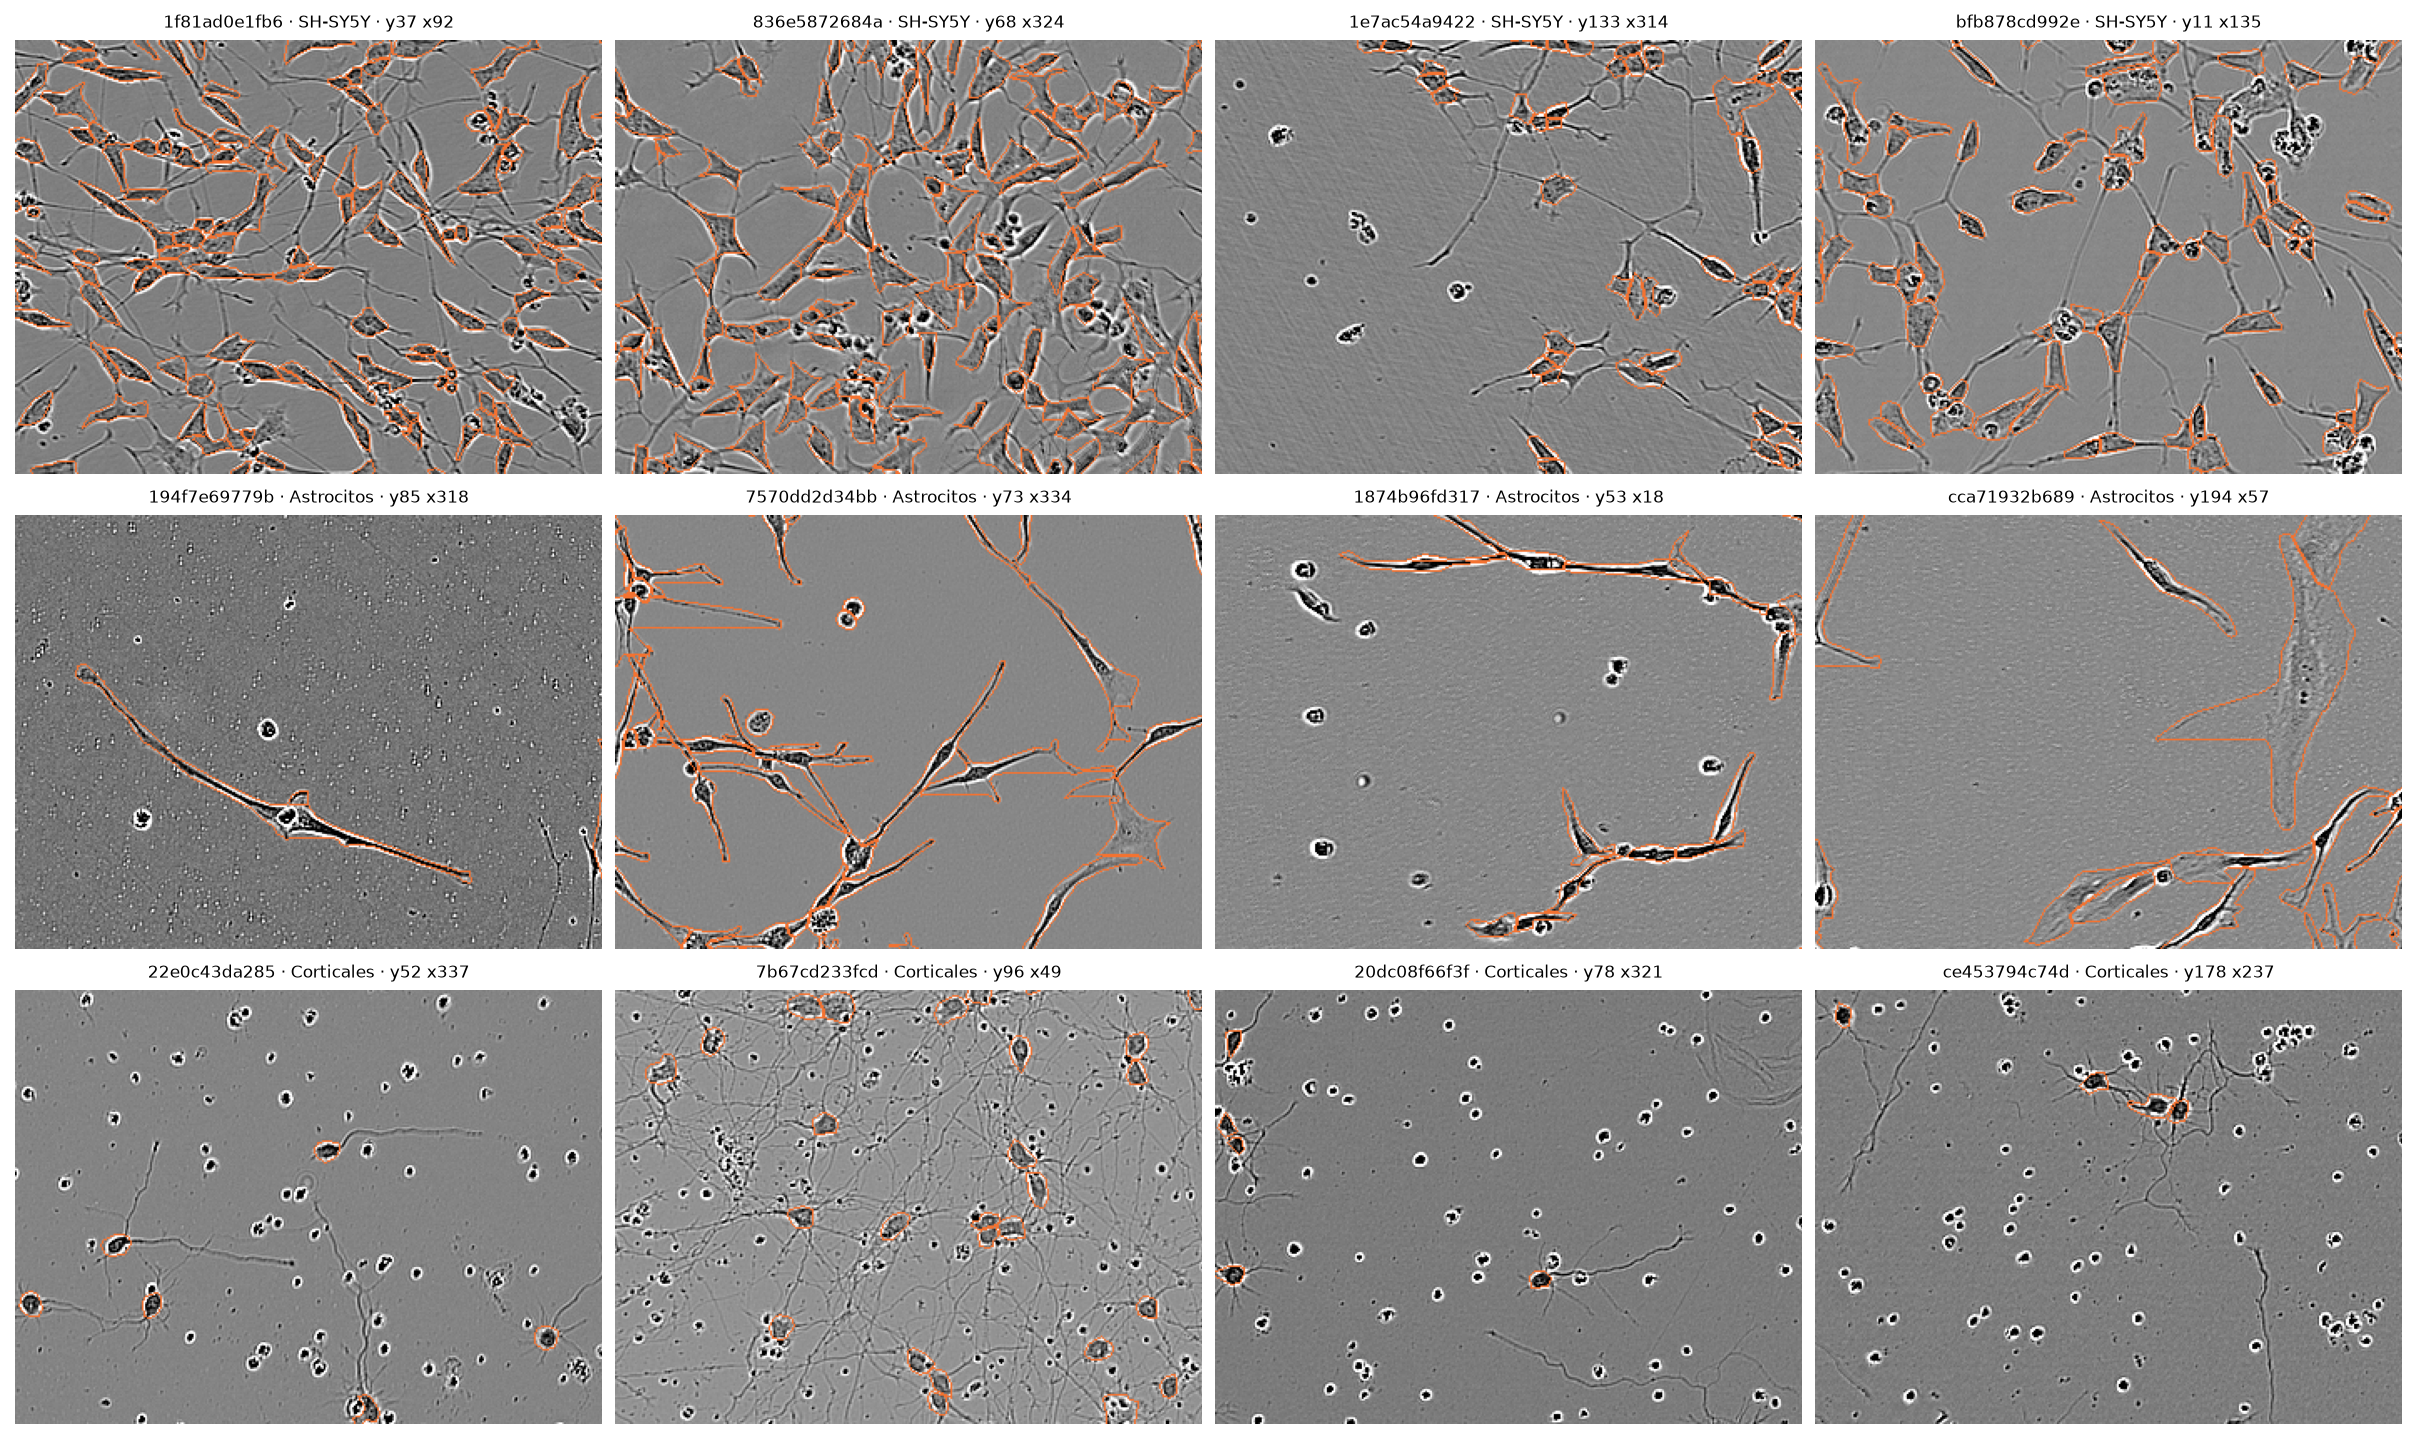 1f81ad0e1fb6 · SH-SY5Y · y37 x92
836e5872684a · SH-SY5Y · y68 x324
1e7ac54a9422 · SH-SY5Y · y133 x314
bfb878cd992e · SH-SY5Y · y11 x135
194f7e69779b · Astrocitos · y85 x318
7570dd2d34bb · Astrocitos · y73 x334
1874b96fd317 · Astrocitos · y53 x18
cca71932b689 · Astrocitos · y194 x57
22e0c43da285 · Corticales · y52 x337
7b67cd233fcd · Corticales · y96 x49
20dc08f66f3f · Corticales · y78 x321
ce453794c74d · Corticales · y178 x237